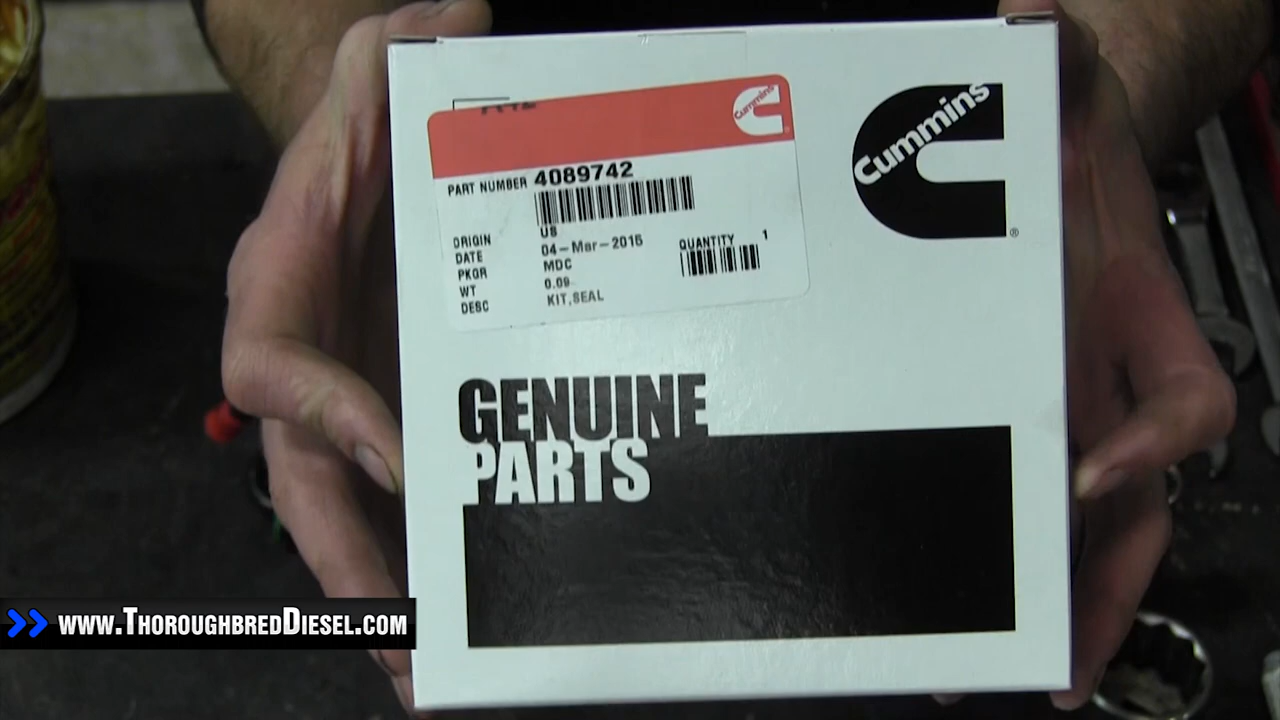 Cummins
Cummins
®
PART NUMBER 4089742
ORIGIN US
DATE 04-Mar-2015
PKGR MDC
WT 0.09
DESC KIT,SEAL
QUANTITY 1
GENUINE
PARTS
www.ThoroughbredDiesel.com